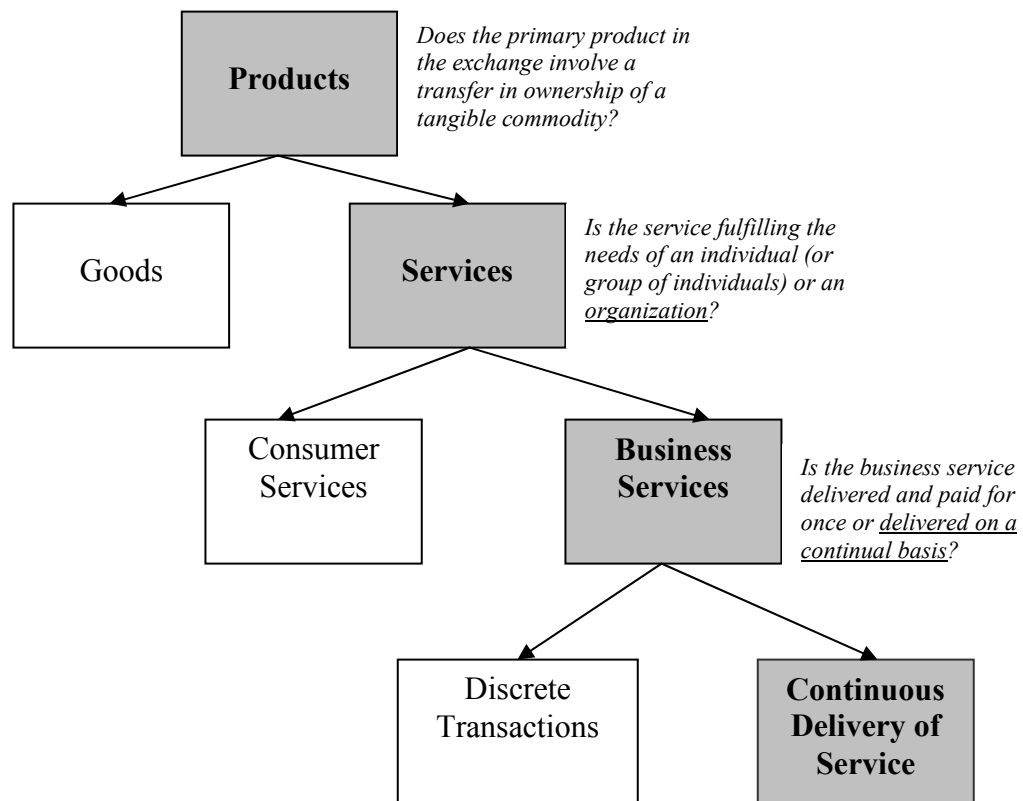 Products
Does the primary product in
the exchange involve a
transfer in ownership of a
tangible commodity?
Goods
Services
Is the service fulfilling the
needs of an individual (or
group of individuals) or an
organization?
Consumer
Services
Business
Services
Is the business service
delivered and paid for
once or delivered on a
continual basis?
Discrete
Transactions
Continuous
Delivery of
Service